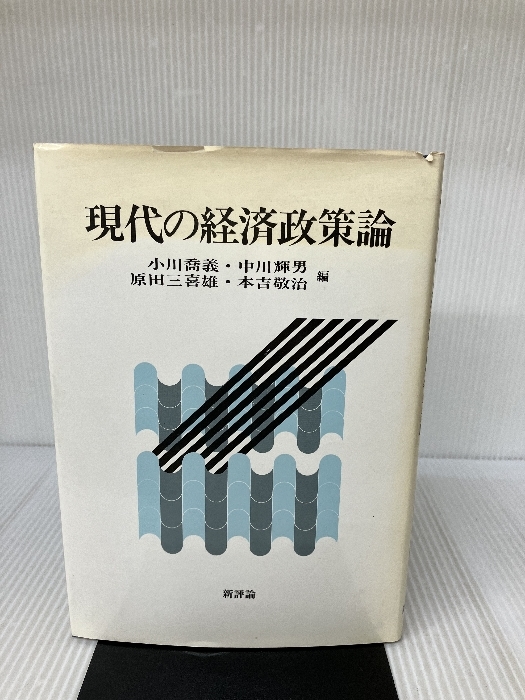 現代の経済政策論
小川喬義・中川輝男
原田三喜雄・本吉敬治 編
新評論